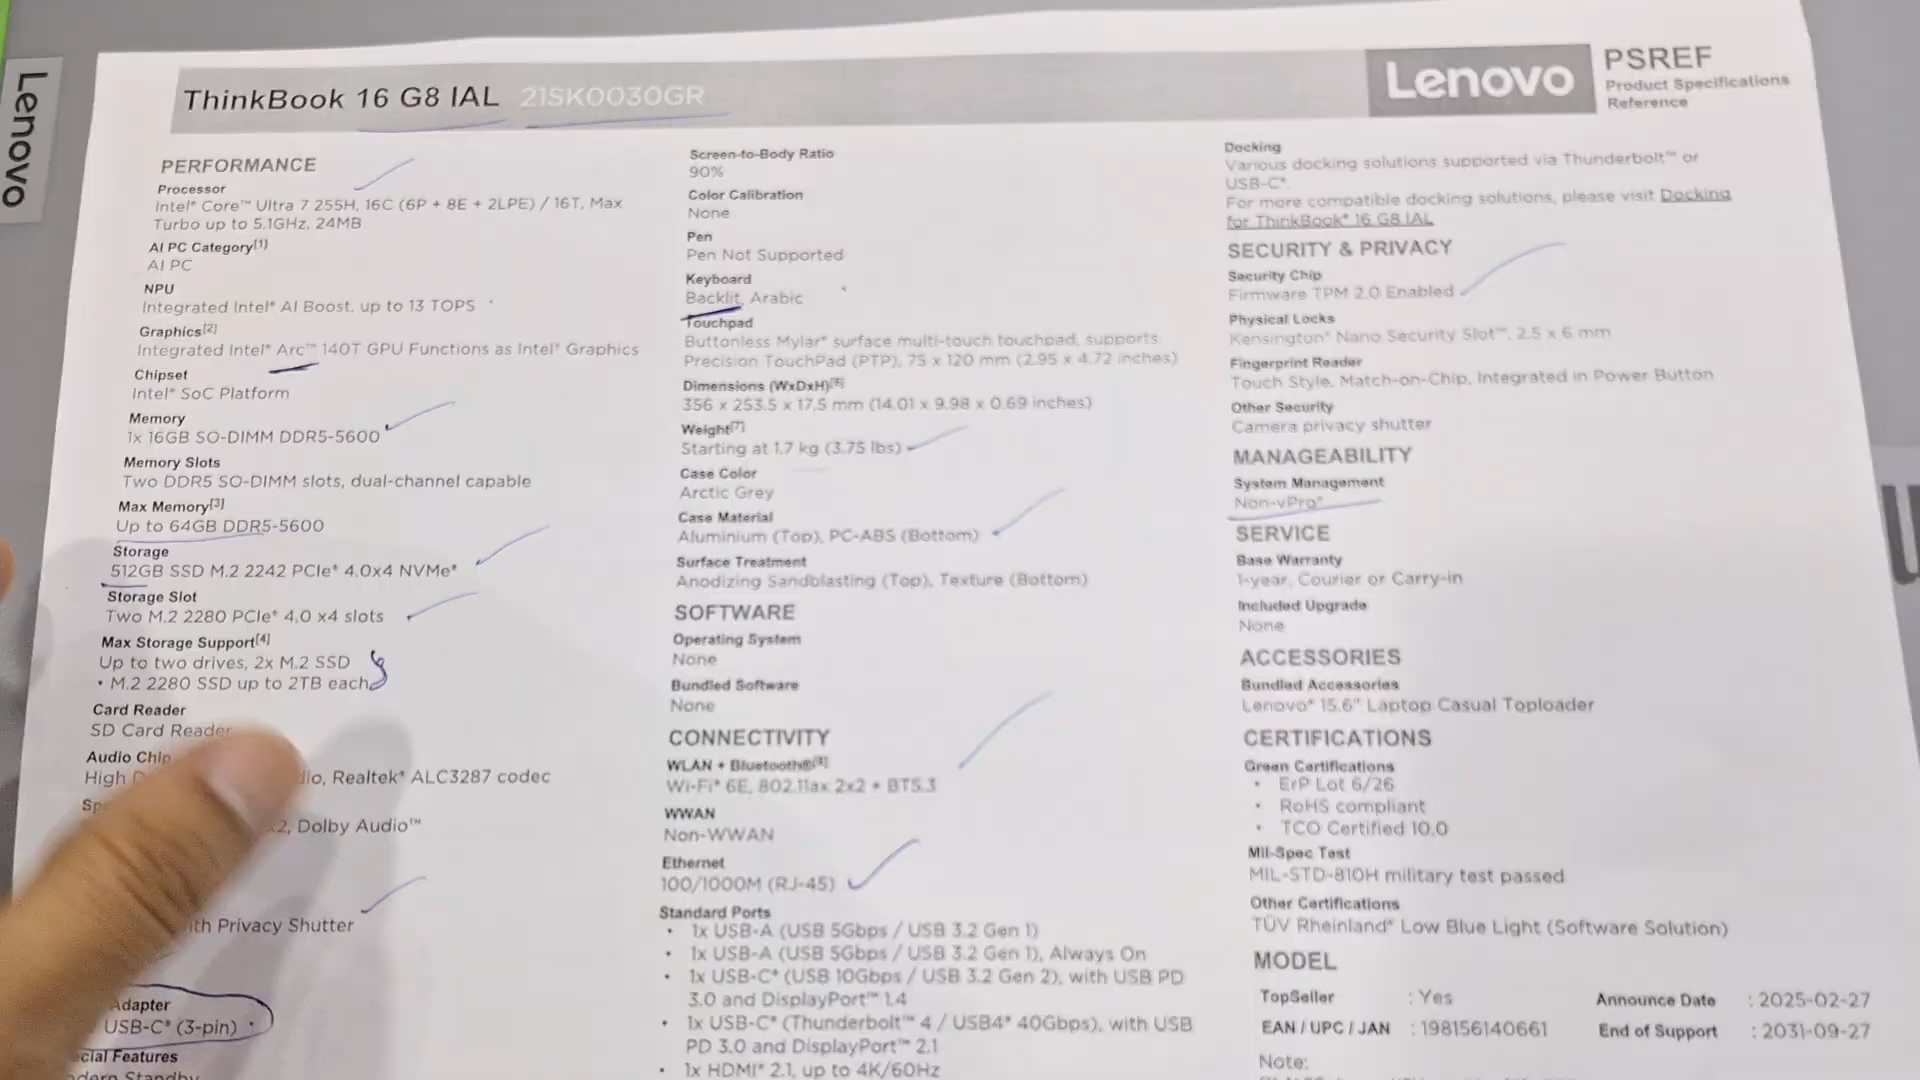 Lenovo
ThinkBook 16 G8 IAL 21SK0030GR
Lenovo
PSREF
Product Specifications
Reference
PERFORMANCE
Processor
Intel® Core™ Ultra 7 255H, 16C (6P + 8E + 2LPE) / 16T, Max
Turbo up to 5.1GHz, 24MB
AI PC Category[1]
AI PC
NPU
Integrated Intel® AI Boost, up to 13 TOPS
Graphics[2]
Integrated Intel® Arc™ 140T GPU Functions as Intel® Graphics
Chipset
Intel® SoC Platform
Memory
1x 16GB SO-DIMM DDR5-5600
Memory Slots
Two DDR5 SO-DIMM slots, dual-channel capable
Max Memory[3]
Up to 64GB DDR5-5600
Storage
512GB SSD M.2 2242 PCIe® 4.0x4 NVMe®
Storage Slot
Two M.2 2280 PCIe® 4.0 x4 slots
Max Storage Support[4]
Up to two drives, 2x M.2 SSD
• M.2 2280 SSD up to 2TB each
Card Reader
SD Card Reader
Audio Chip
High
Realtek® ALC3287 codec
x2, Dolby Audio™
Privacy Shutter
Adapter
USB-C® (3-pin)
Features
Standby
Screen-to-Body Ratio
90%
Color Calibration
None
Pen
Pen Not Supported
Keyboard
Backlit, Arabic
Touchpad
Buttonless Mylar® surface multi-touch touchpad, supports
Precision TouchPad (PTP), 75 x 120 mm (2.95 x 4.72 inches)
Dimensions (WxDxH)[6]
356 x 253.5 x 17.5 mm (14.01 x 9.98 x 0.69 inches)
Weight[7]
Starting at 1.7 kg (3.75 lbs)
Case Color
Arctic Grey
Case Material
Aluminium (Top), PC-ABS (Bottom)
Surface Treatment
Anodizing Sandblasting (Top), Texture (Bottom)
SOFTWARE
Operating System
None
Bundled Software
None
CONNECTIVITY
WLAN + Bluetooth®[8]
Wi-Fi® 6E, 802.11ax 2x2 + BT5.3
WWAN
Non-WWAN
Ethernet
100/1000M (RJ-45)
Standard Ports
• 1x USB-A (USB 5Gbps / USB 3.2 Gen 1)
• 1x USB-A (USB 5Gbps / USB 3.2 Gen 1), Always On
• 1x USB-C® (USB 10Gbps / USB 3.2 Gen 2), with USB PD
3.0 and DisplayPort™ 1.4
• 1x USB-C® (Thunderbolt™ 4 / USB4® 40Gbps), with USB
PD 3.0 and DisplayPort™ 2.1
• 1x HDMI® 2.1, up to 4K/60Hz
Docking
Various docking solutions supported via Thunderbolt™ or
USB-C®.
For more compatible docking solutions, please visit Docking
for ThinkBook® 16 G8 IAL
SECURITY & PRIVACY
Security Chip
Firmware TPM 2.0 Enabled
Physical Locks
Kensington® Nano Security Slot™, 2.5 x 6 mm
Fingerprint Reader
Touch Style, Match-on-Chip, Integrated in Power Button
Other Security
Camera privacy shutter
MANAGEABILITY
System Management
Non-vPro®
SERVICE
Base Warranty
1-year, Courier or Carry-in
Included Upgrade
None
ACCESSORIES
Bundled Accessories
Lenovo® 15.6" Laptop Casual Toploader
CERTIFICATIONS
Green Certifications
• ErP Lot 6/26
• RoHS compliant
• TCO Certified 10.0
Mil-Spec Test
MIL-STD-810H military test passed
Other Certifications
TÜV Rheinland® Low Blue Light (Software Solution)
MODEL
TopSeller : Yes Announce Date : 2025-02-27
EAN / UPC / JAN : 198156140661 End of Support : 2031-09-27
Note: